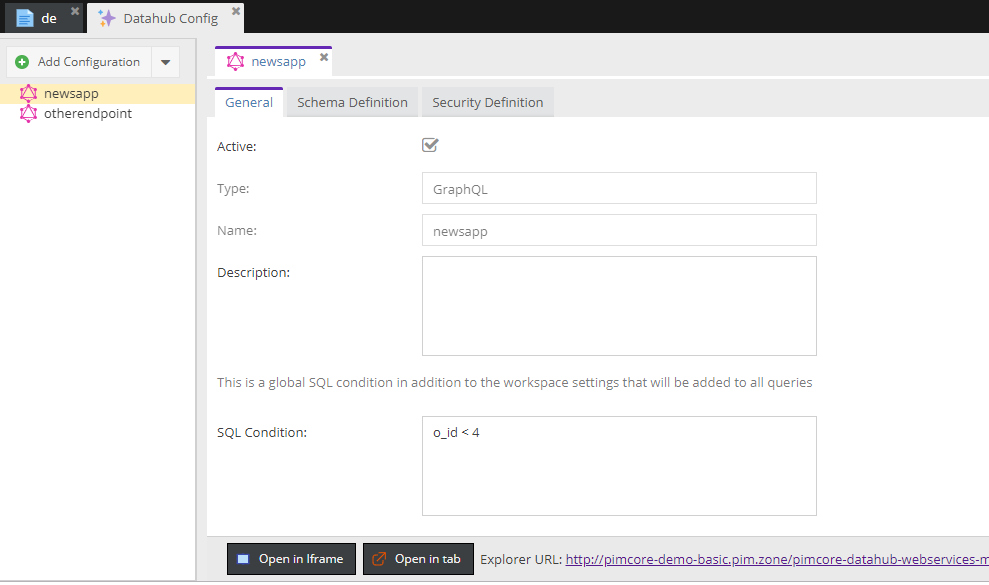 de
Datahub Config
Add Configuration
newsapp
otherendpoint
newsapp
General
Schema Definition
Security Definition
Active:
Type:
GraphQL
Name:
newsapp
Description:
This is a global SQL condition in addition to the workspace settings that will be added to all queries
SQL Condition:
o_id < 4
Open in Iframe
Open in tab
Explorer URL: http://pimcore-demo-basic.pim.zone/pimcore-datahub-webservices-m